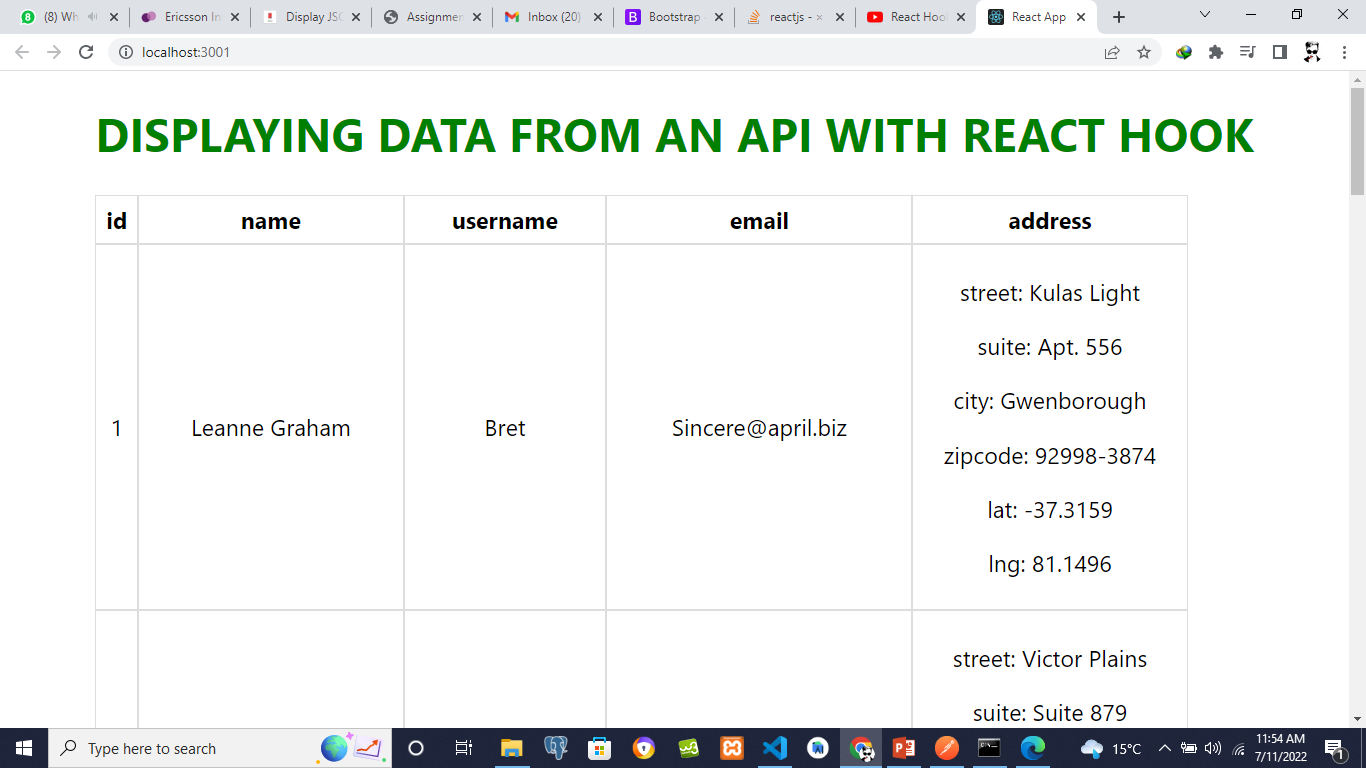 (8) Wh Ericsson In Display JSO Assignmen Inbox (20) Bootstrap reactjs - × React Hoo React App
localhost:3001
DISPLAYING DATA FROM AN API WITH REACT HOOK
id name username email address
street: Kulas Light
suite: Apt. 556
city: Gwenborough
1 Leanne Graham Bret Sincere@april.biz
zipcode: 92998-3874
lat: -37.3159
lng: 81.1496
street: Victor Plains
suite: Suite 879
Type here to search 15°C 11:54 AM
7/11/2022 1